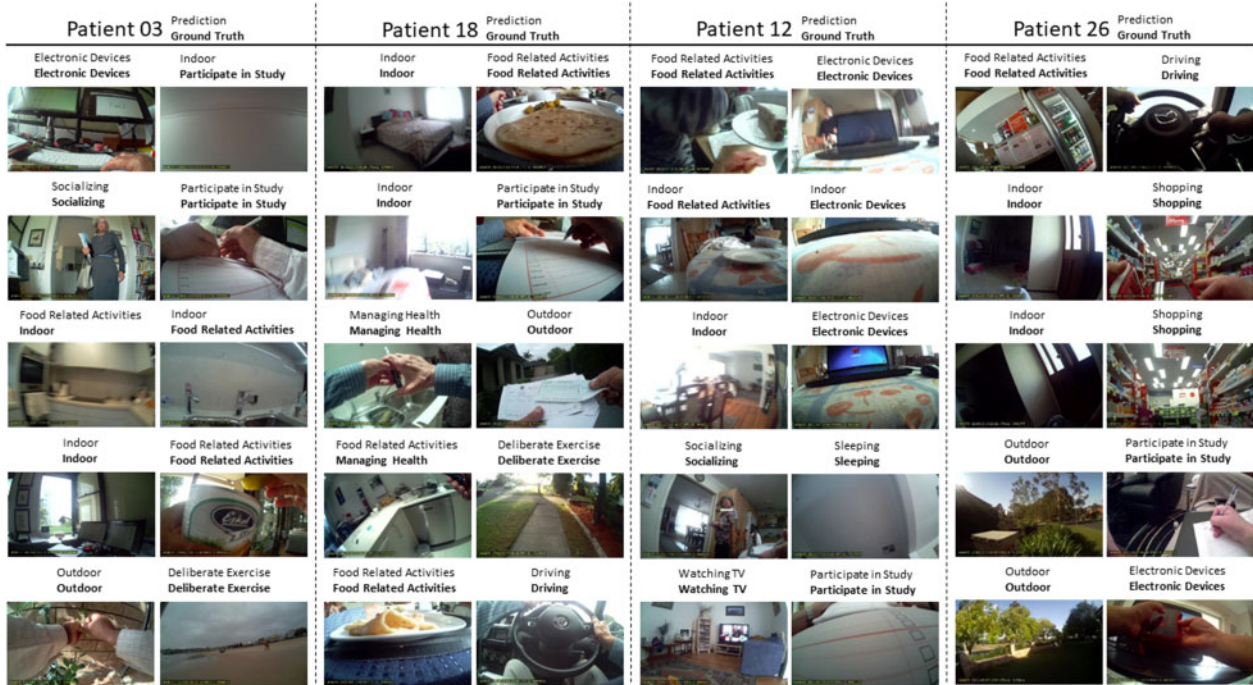 Patient 03 Prediction
Ground Truth
Patient 18 Prediction
Ground Truth
Patient 12 Prediction
Ground Truth
Patient 26 Prediction
Ground Truth
Electronic Devices
Electronic Devices
Indoor
Participate in Study
Indoor
Indoor
Food Related Activities
Food Related Activities
Food Related Activities
Food Related Activities
Electronic Devices
Electronic Devices
Food Related Activities
Food Related Activities
Driving
Driving
Socializing
Socializing
Participate in Study
Participate in Study
Indoor
Indoor
Participate in Study
Participate in Study
Indoor
Food Related Activities
Indoor
Electronic Devices
Indoor
Indoor
Shopping
Shopping
Food Related Activities
Indoor
Indoor
Food Related Activities
Managing Health
Managing Health
Outdoor
Outdoor
Indoor
Indoor
Electronic Devices
Electronic Devices
Indoor
Indoor
Shopping
Shopping
Indoor
Indoor
Food Related Activities
Food Related Activities
Food Related Activities
Managing Health
Deliberate Exercise
Deliberate Exercise
Socializing
Socializing
Sleeping
Sleeping
Outdoor
Outdoor
Participate in Study
Participate in Study
Outdoor
Outdoor
Deliberate Exercise
Deliberate Exercise
Food Related Activities
Food Related Activities
Driving
Driving
Watching TV
Watching TV
Participate in Study
Participate in Study
Outdoor
Outdoor
Electronic Devices
Electronic Devices